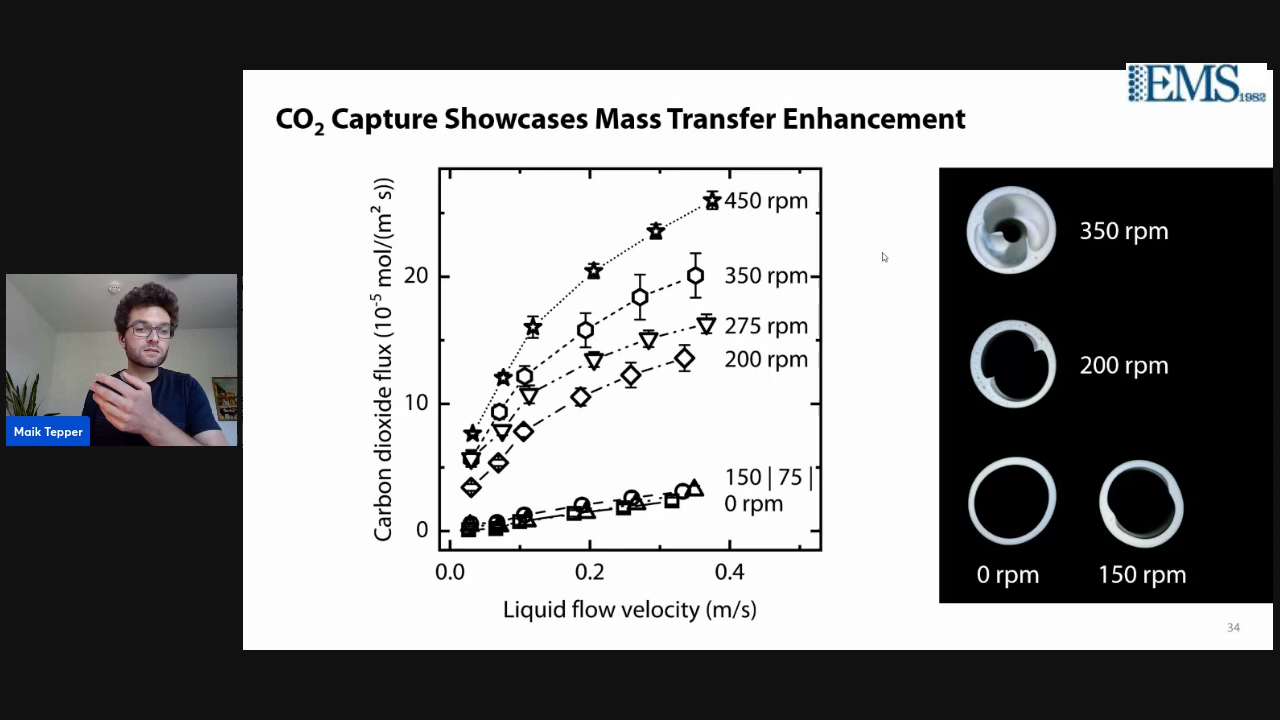 EMS 1982
CO2 Capture Showcases Mass Transfer Enhancement
Carbon dioxide flux (10-5 mol/(m2 s))
20
10
0
0.0
0.2
0.4
Liquid flow velocity (m/s)
450 rpm
350 rpm
275 rpm
200 rpm
150 | 75 |
0 rpm
350 rpm
200 rpm
0 rpm
150 rpm
34
Maik Tepper